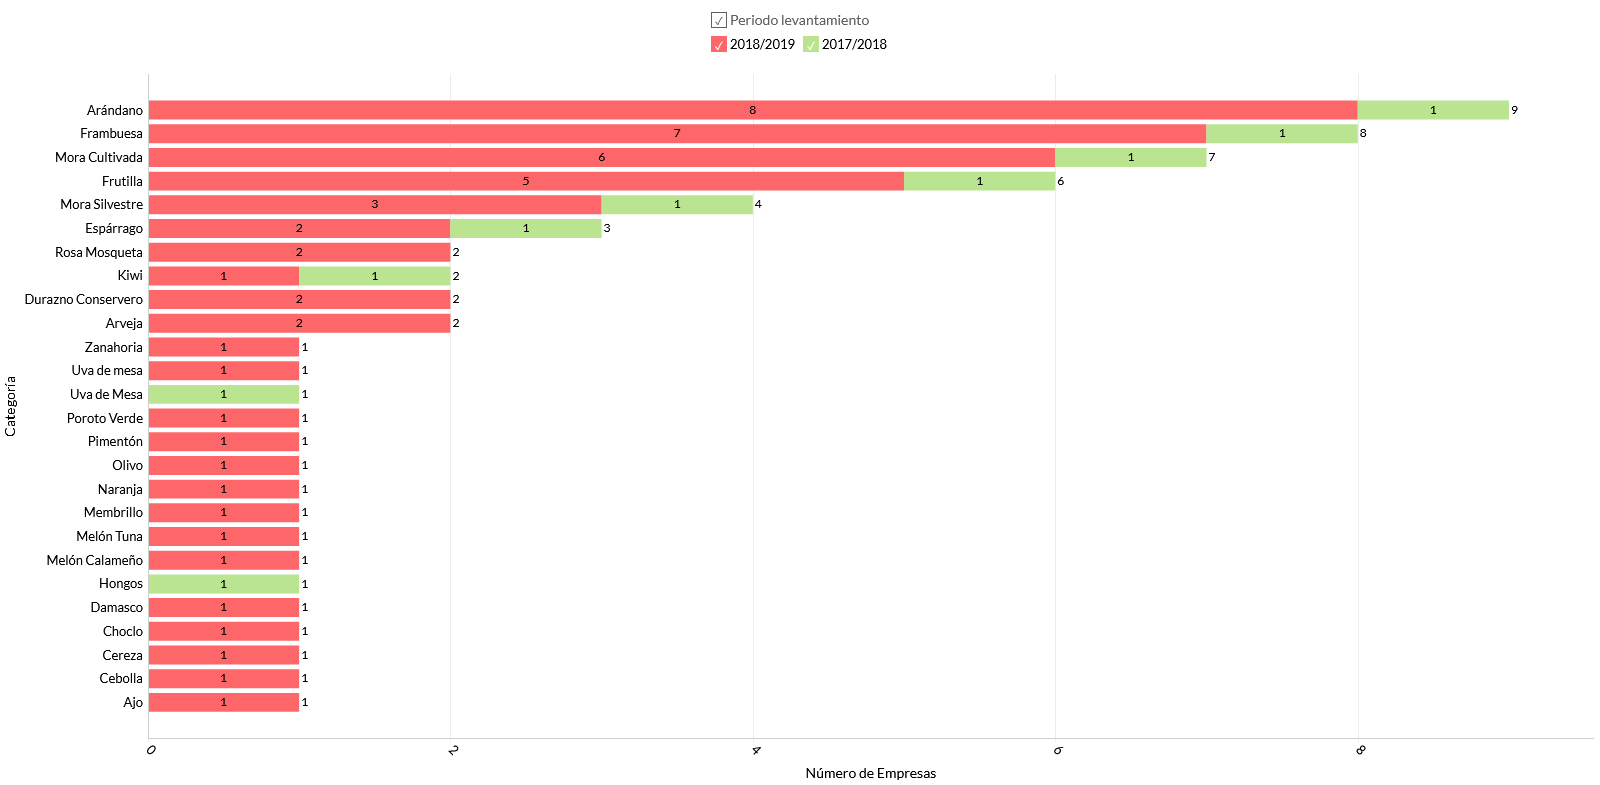 Periodo levantamiento
2018/2019 2017/2018
Arándano 8 1 9
Frambuesa 7 1 8
Mora Cultivada 6 1 7
Frutilla 5 1 6
Mora Silvestre 3 1 4
Espárrago 2 1 3
Rosa Mosqueta 2 2
Kiwi 1 1 2
Durazno Conservero 2 2
Arveja 2 2
Zanahoria 1 1
Uva de mesa 1 1
Uva de Mesa 1 1
Poroto Verde 1 1
Pimentón 1 1
Olivo 1 1
Naranja 1 1
Membrillo 1 1
Melón Tuna 1 1
Melón Calameño 1 1
Hongos 1 1
Damasco 1 1
Choclo 1 1
Cereza 1 1
Cebolla 1 1
Ajo 1 1
Categoría
0 2 4 6 8
Número de Empresas